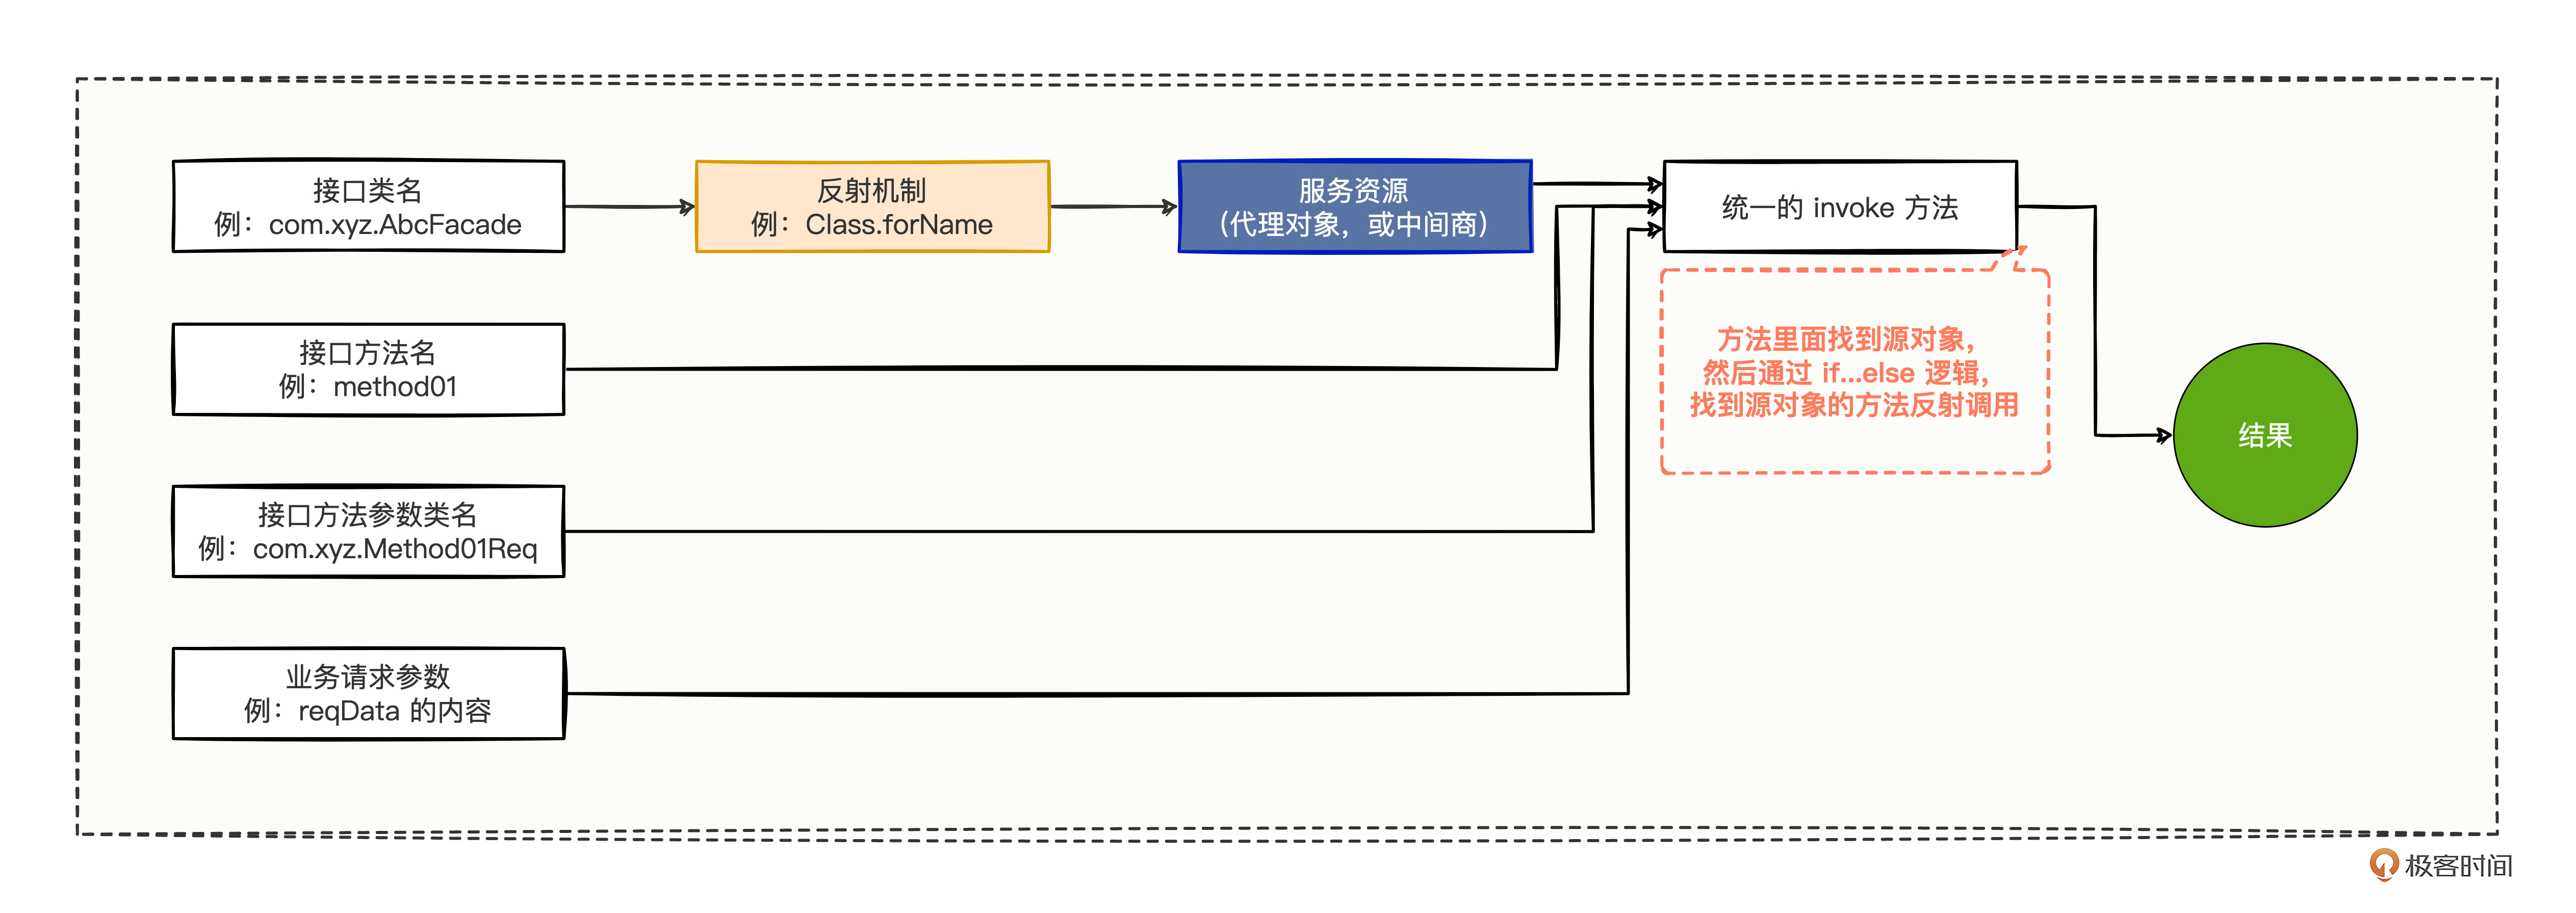 接口类名
例：com.xyz.AbcFacade
反射机制
例：Class.forName
服务资源
（代理对象，或中间商）
统一的 invoke 方法
接口方法名
例：method01
方法里面找到源对象，
然后通过 if...else 逻辑，
找到源对象的方法反射调用
结果
接口方法参数类名
例：com.xyz.Method01Req
业务请求参数
例：reqData 的内容
极客时间